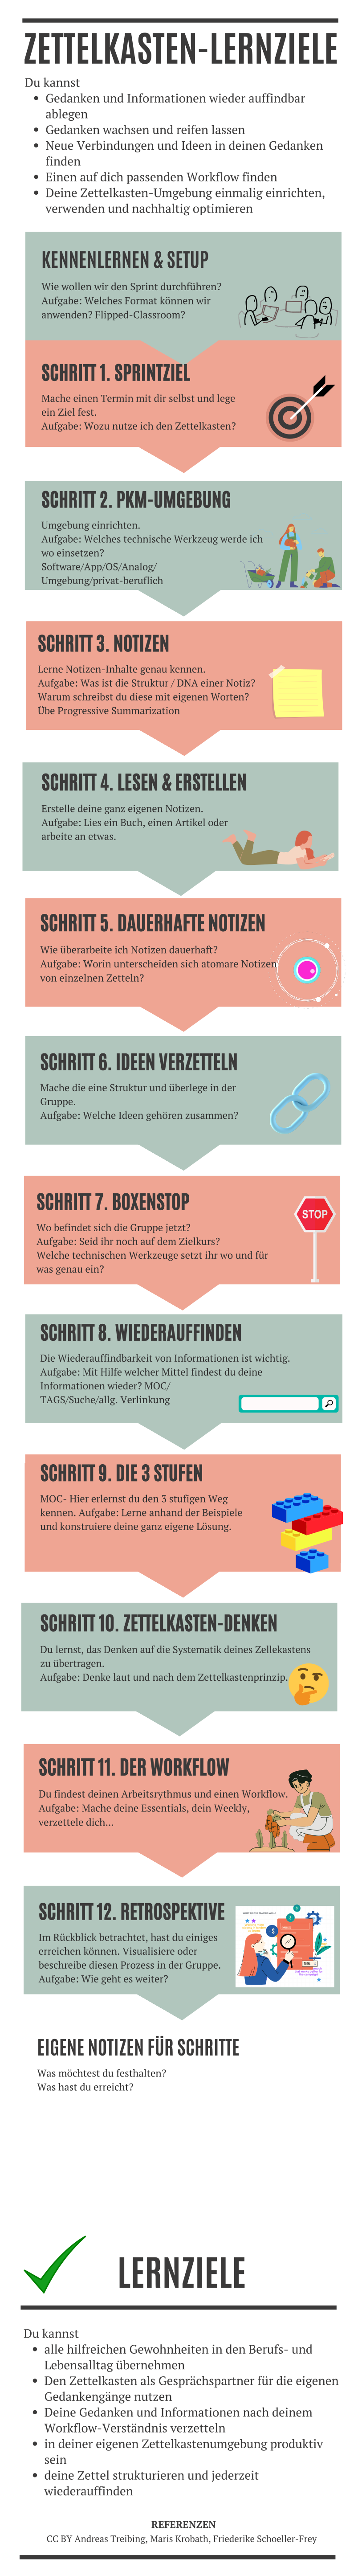 ZETTELKASTEN-LERNZIELE
Du kannst
• Gedanken und Informationen wieder auffindbar
ablegen
• Gedanken wachsen und reifen lassen
• Neue Verbindungen und Ideen in deinen Gedanken
finden
• Einen auf dich passenden Workflow finden
• Deine Zettelkasten-Umgebung einmalig einrichten,
verwenden und nachhaltig optimieren
KENNENLERNEN & SETUP
Wie wollen wir den Sprint durchführen?
Aufgabe: Welches Format können wir
anwenden? Flipped-Classroom?
SCHRITT 1. SPRINTZIEL
Mache einen Termin mit dir selbst und lege
ein Ziel fest.
Aufgabe: Wozu nutze ich den Zettelkasten?
SCHRITT 2. PKM-UMGEBUNG
Umgebung einrichten.
Aufgabe: Welches technische Werkzeug werde ich
wo einsetzen?
Software/App/OS/Analog/
Umgebung/privat-beruflich
SCHRITT 3. NOTIZEN
Lerne Notizen-Inhalte genau kennen.
Aufgabe: Was ist die Struktur / DNA einer Notiz?
Warum schreibst du diese mit eigenen Worten?
Übe Progressive Summarization
SCHRITT 4. LESEN & ERSTELLEN
Erstelle deine ganz eigenen Notizen.
Aufgabe: Lies ein Buch, einen Artikel oder
arbeite an etwas.
SCHRITT 5. DAUERHAFTE NOTIZEN
Wie überarbeite ich Notizen dauerhaft?
Aufgabe: Worin unterscheiden sich atomare Notizen
von einzelnen Zetteln?
SCHRITT 6. IDEEN VERZETTELN
Mache die eine Struktur und überlege in der
Gruppe.
Aufgabe: Welche Ideen gehören zusammen?
SCHRITT 7. BOXENSTOP
Wo befindet sich die Gruppe jetzt?
Aufgabe: Seid ihr noch auf dem Zielkurs?
Welche technischen Werkzeuge setzt ihr wo und für
was genau ein?
STOP
SCHRITT 8. WIEDERAUFFINDEN
Die Wiederauffindbarkeit von Informationen ist wichtig.
Aufgabe: Mit Hilfe welcher Mittel findest du deine
Informationen wieder? MOC/
TAGS/Suche/allg. Verlinkung
SCHRITT 9. DIE 3 STUFEN
MOC- Hier erlernst du den 3 stufigen Weg
kennen. Aufgabe: Lerne anhand der Beispiele
und konstruiere deine ganz eigene Lösung.
SCHRITT 10. ZETTELKASTEN-DENKEN
Du lernst, das Denken auf die Systematik deines Zellekastens
zu übertragen.
Aufgabe: Denke laut und nach dem Zettelkastenprinzip.
SCHRITT 11. DER WORKFLOW
Du findest deinen Arbeitsrythmus und einen Workflow.
Aufgabe: Mache deine Essentials, dein Weekly,
verzettele dich...
SCHRITT 12. RETROSPEKTIVE
Im Rückblick betrachtet, hast du einiges
erreichen können. Visualisiere oder
beschreibe diesen Prozess in der Gruppe.
Aufgabe: Wie geht es weiter?
EIGENE NOTIZEN FÜR SCHRITTE
Was möchtest du festhalten?
Was hast du erreicht?
LERNZIELE
Du kannst
• alle hilfreichen Gewohnheiten in den Berufs- und
Lebensalltag übernehmen
• Den Zettelkasten als Gesprächspartner für die eigenen
Gedankengänge nutzen
• Deine Gedanken und Informationen nach deinem
Workflow-Verständnis verzetteln
• in deiner eigenen Zettelkastenumgebung produktiv
sein
• deine Zettel strukturieren und jederzeit
wiederauffinden
REFERENZEN
CC BY Andreas Treibing, Maris Krobath, Friederike Schoeller-Frey